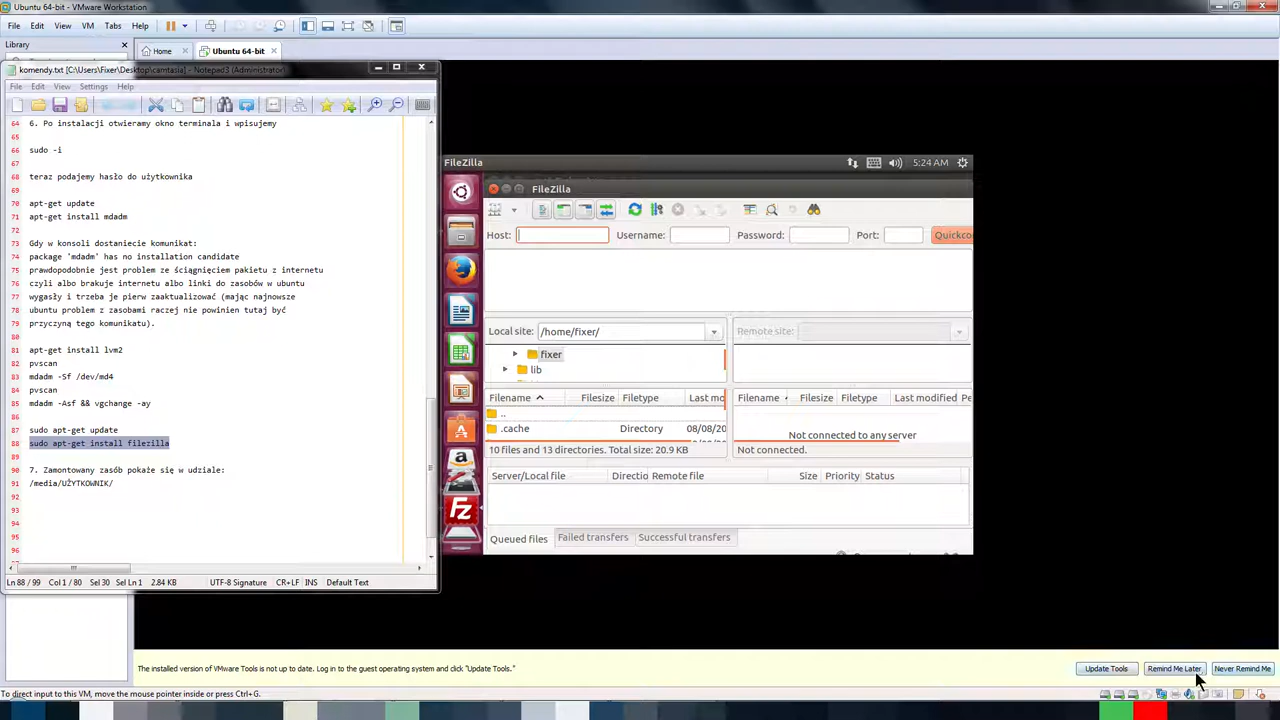 Ubuntu 64-bit - VMware Workstation
File Edit View VM Tabs Help
Library
Home
Ubuntu 64-bit
komendy.txt [C:\Users\Fixer\Desktop\camtasia] - Notepad3 (Administrator)
File Edit View Settings Help
64 6. Po instalacji otwieramy okno terminala i wpisujemy
65
66 sudo -i
67
68 teraz podajemy hasło do użytkownika
69
70 apt-get update
71 apt-get install mdadm
72
73 Gdy w konsoli dostaniecie komunikat:
74 package 'mdadm' has no installation candidate
75 prawdopodobnie jest problem ze ściągnięciem pakietu z internetu
76 czyli albo brakuje internetu albo linki do zasobów w ubuntu
77 wygasły i trzeba je pierw zaaktualizować (mając najnowsze
78 ubuntu problem z zasobami raczej nie powinien tutaj być
79 przyczyną tego komunikatu).
80
81 apt-get install lvm2
82 pvscan
83 mdadm -Sf /dev/md4
84 pvscan
85 mdadm -Asf && vgchange -ay
86
87 sudo apt-get update
88 sudo apt-get install filezilla
89
90 7. Zamontowany zasób pokaże się w udziale:
91 /media/UŻYTKOWNIK/
92
93
94
95
96
Ln 88 / 99 Col 1 / 80 Sel 30 Sel Ln 1 2.84 KB UTF-8 Signature CR+LF INS Default Text
FileZilla 5:24 AM
FileZilla
Host: Username: Password: Port: Quickco
Local site: /home/fixer/
Remote site:
fixer
lib
Filename Filesize Filetype Last mo
..
.cache Directory 08/08/20
10 files and 13 directories. Total size: 20.9 KB
Filename Filesize Filetype Last modified Pe
Not connected to any server
Not connected.
Server/Local file Directio Remote file Size Priority Status
Queued files Failed transfers Successful transfers
The installed version of VMware Tools is not up to date. Log in to the guest operating system and click "Update Tools."
Update Tools Remind Me Later Never Remind Me
To direct input to this VM, move the mouse pointer inside or press Ctrl+G.